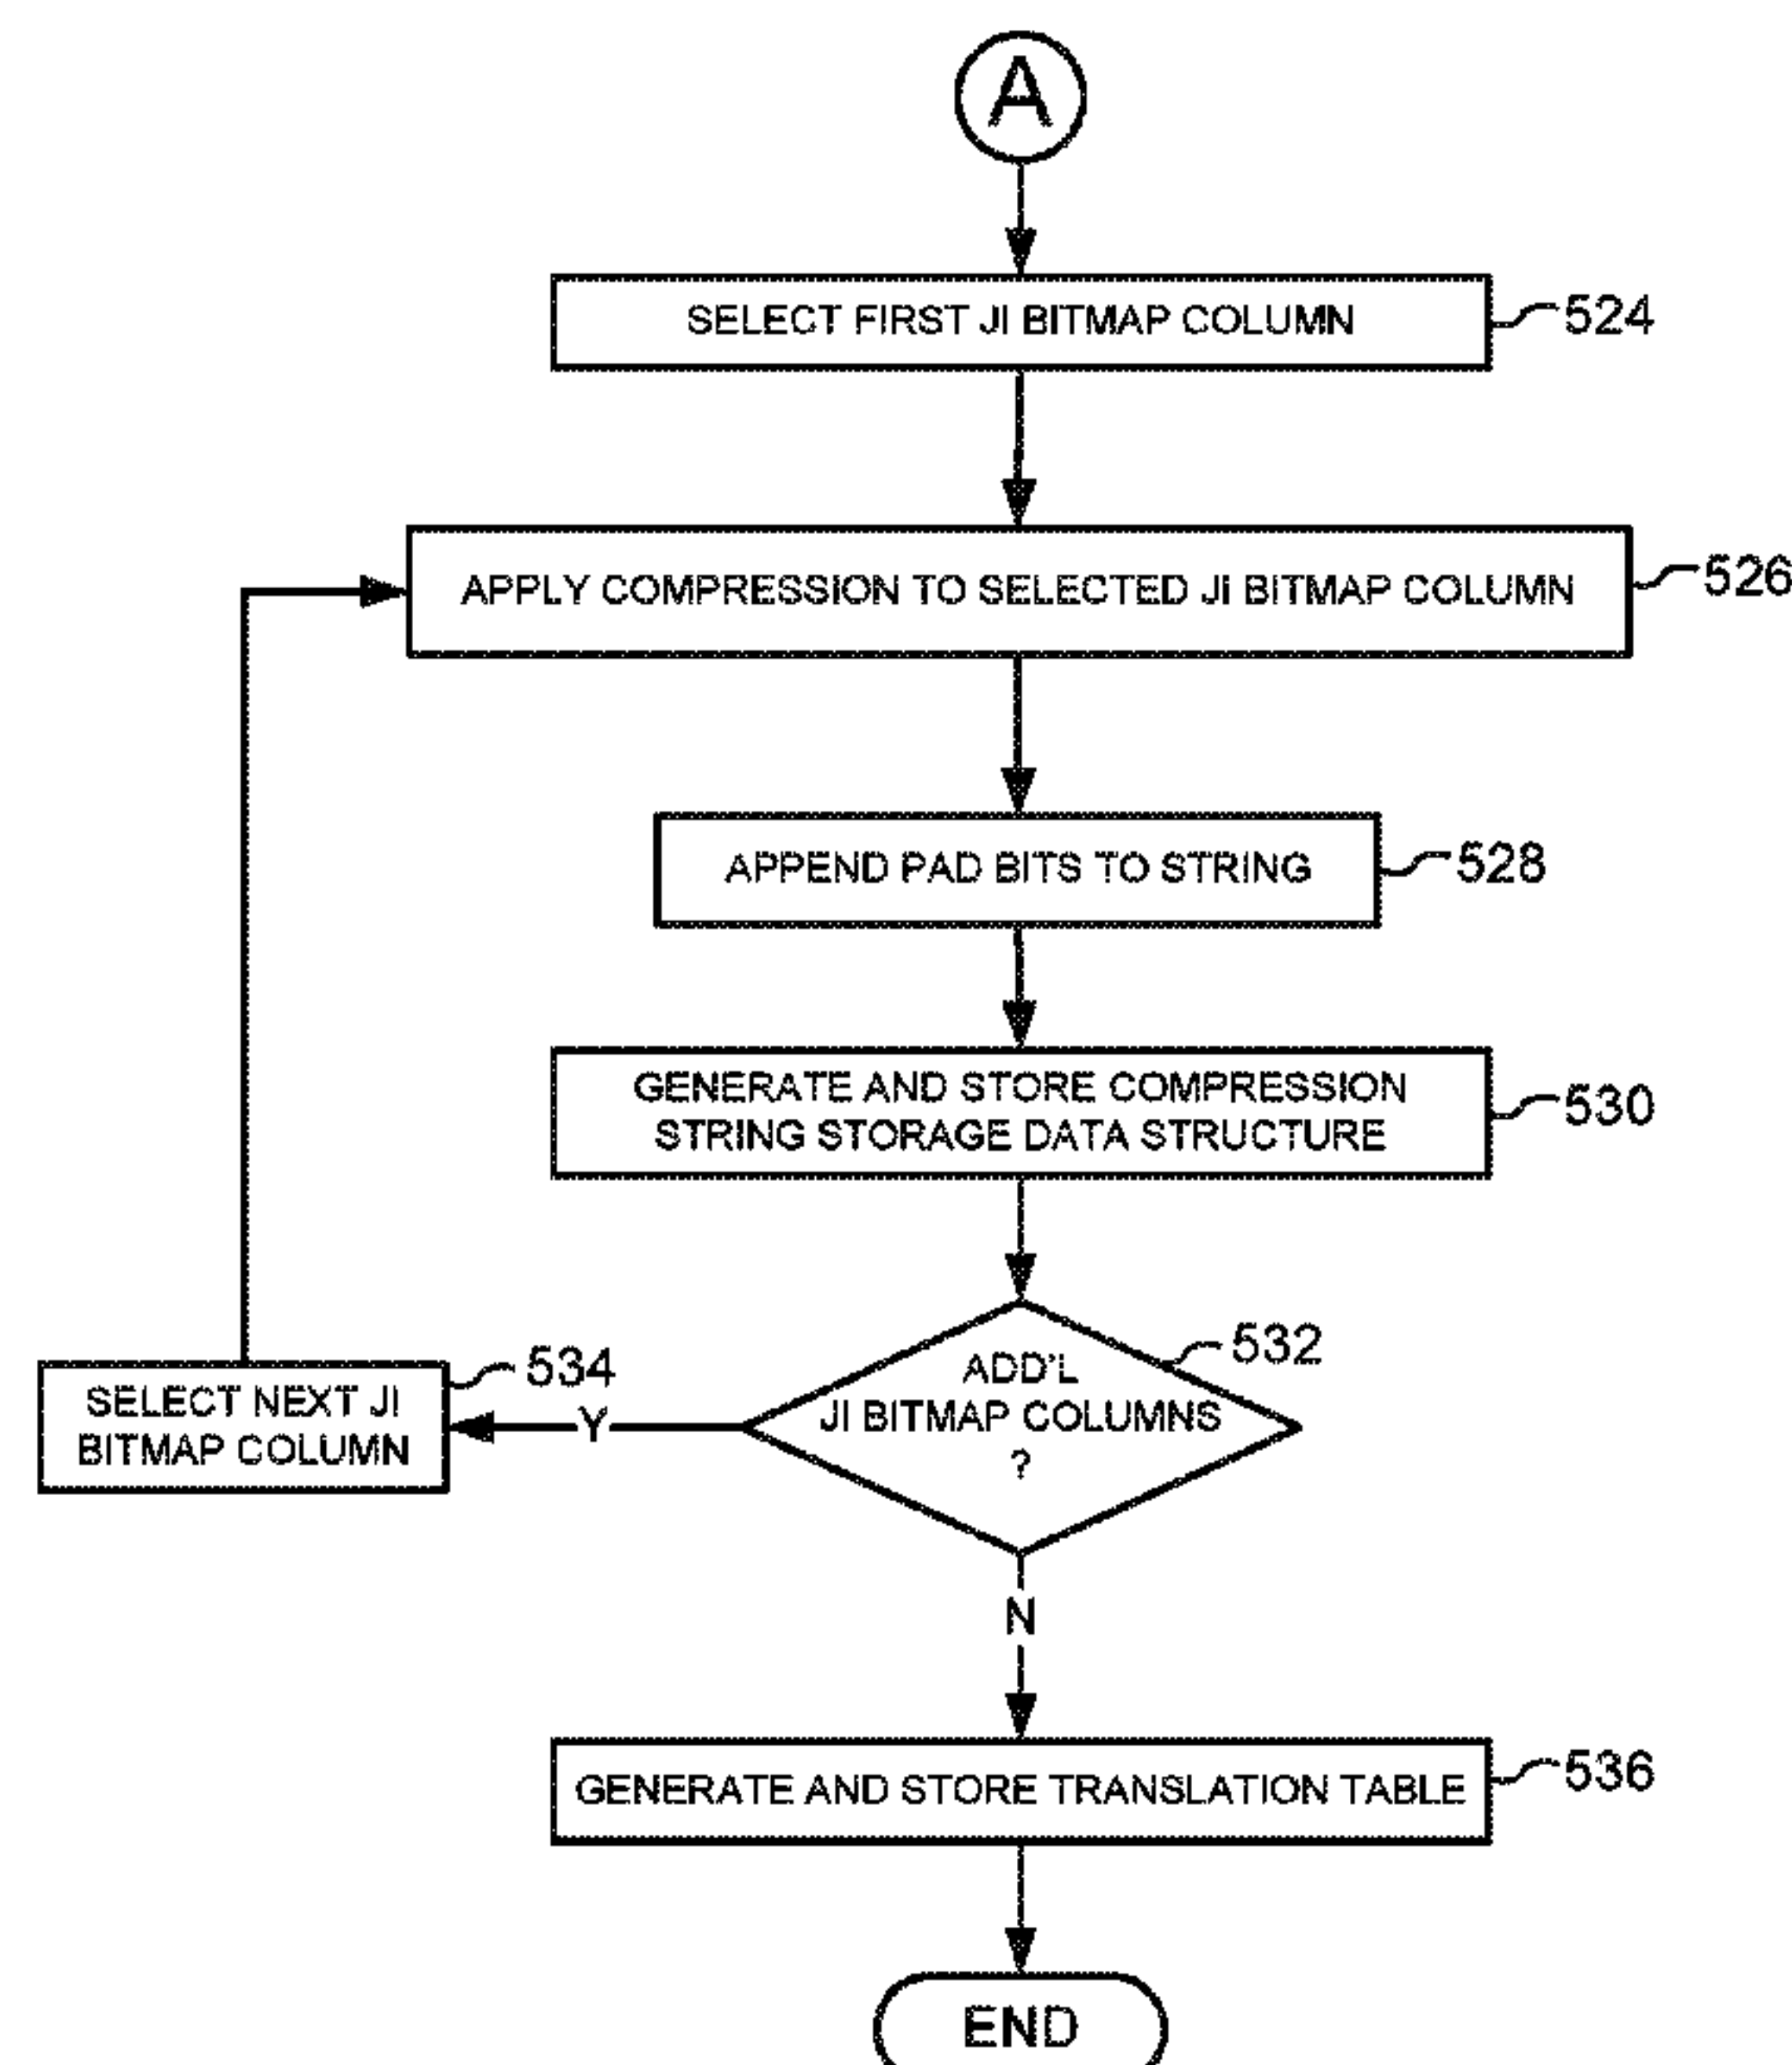 A
SELECT FIRST JI BITMAP COLUMN
524
APPLY COMPRESSION TO SELECTED JI BITMAP COLUMN
526
APPEND PAD BITS TO STRING
528
GENERATE AND STORE COMPRESSION
STRING STORAGE DATA STRUCTURE
530
ADD'L
JI BITMAP COLUMNS
?
532
Y
SELECT NEXT JI
BITMAP COLUMN
534
N
GENERATE AND STORE TRANSLATION TABLE
536
END